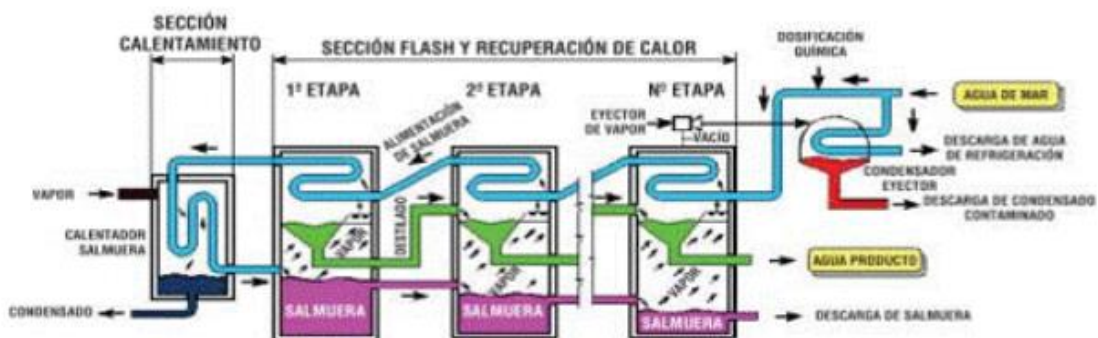 SECCIÓN
CALENTAMIENTO
SECCIÓN FLASH Y RECUPERACIÓN DE CALOR
DOSIFICACIÓN
QUÍMICA
1ª ETAPA
2ª ETAPA
Nº ETAPA
AGUA DE MAR
EYECTOR
DE VAPOR
VACÍO
ALIMENTACIÓN
DE SALMUERA
DESCARGA DE AGUA
DE REFRIGERACIÓN
CONDENSADOR
EYECTOR
VAPOR
DESCARGA DE CONDENSADO
CONTAMINADO
CALENTADOR
SALMUERA
VAPOR
DESTILADO
VAPOR
VAPOR
AGUA PRODUCTO
CONDENSADO
SALMUERA
SALMUERA
SALMUERA
DESCARGA DE SALMUERA